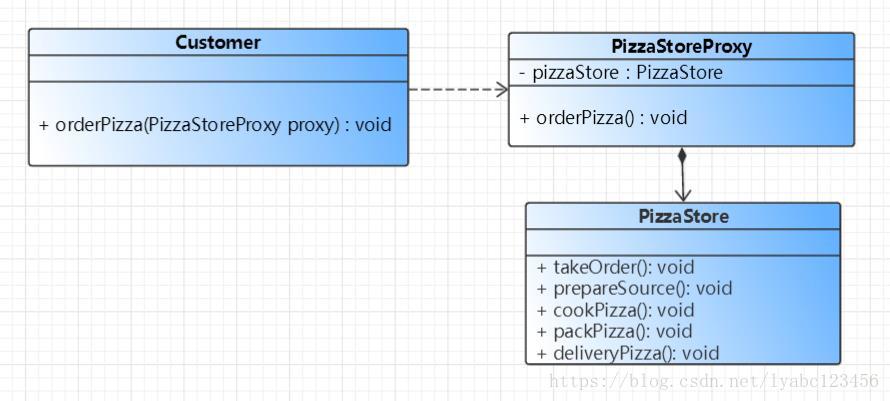 Customer
+ orderPizza(PizzaStoreProxy proxy) : void
PizzaStoreProxy
- pizzaStore : PizzaStore
+ orderPizza() : void
PizzaStore
+ takeOrder(): void
+ prepareSource(): void
+ cookPizza(): void
+ packPizza(): void
+ deliveryPizza(): void
https://blog.csdn.net/lyabc123456